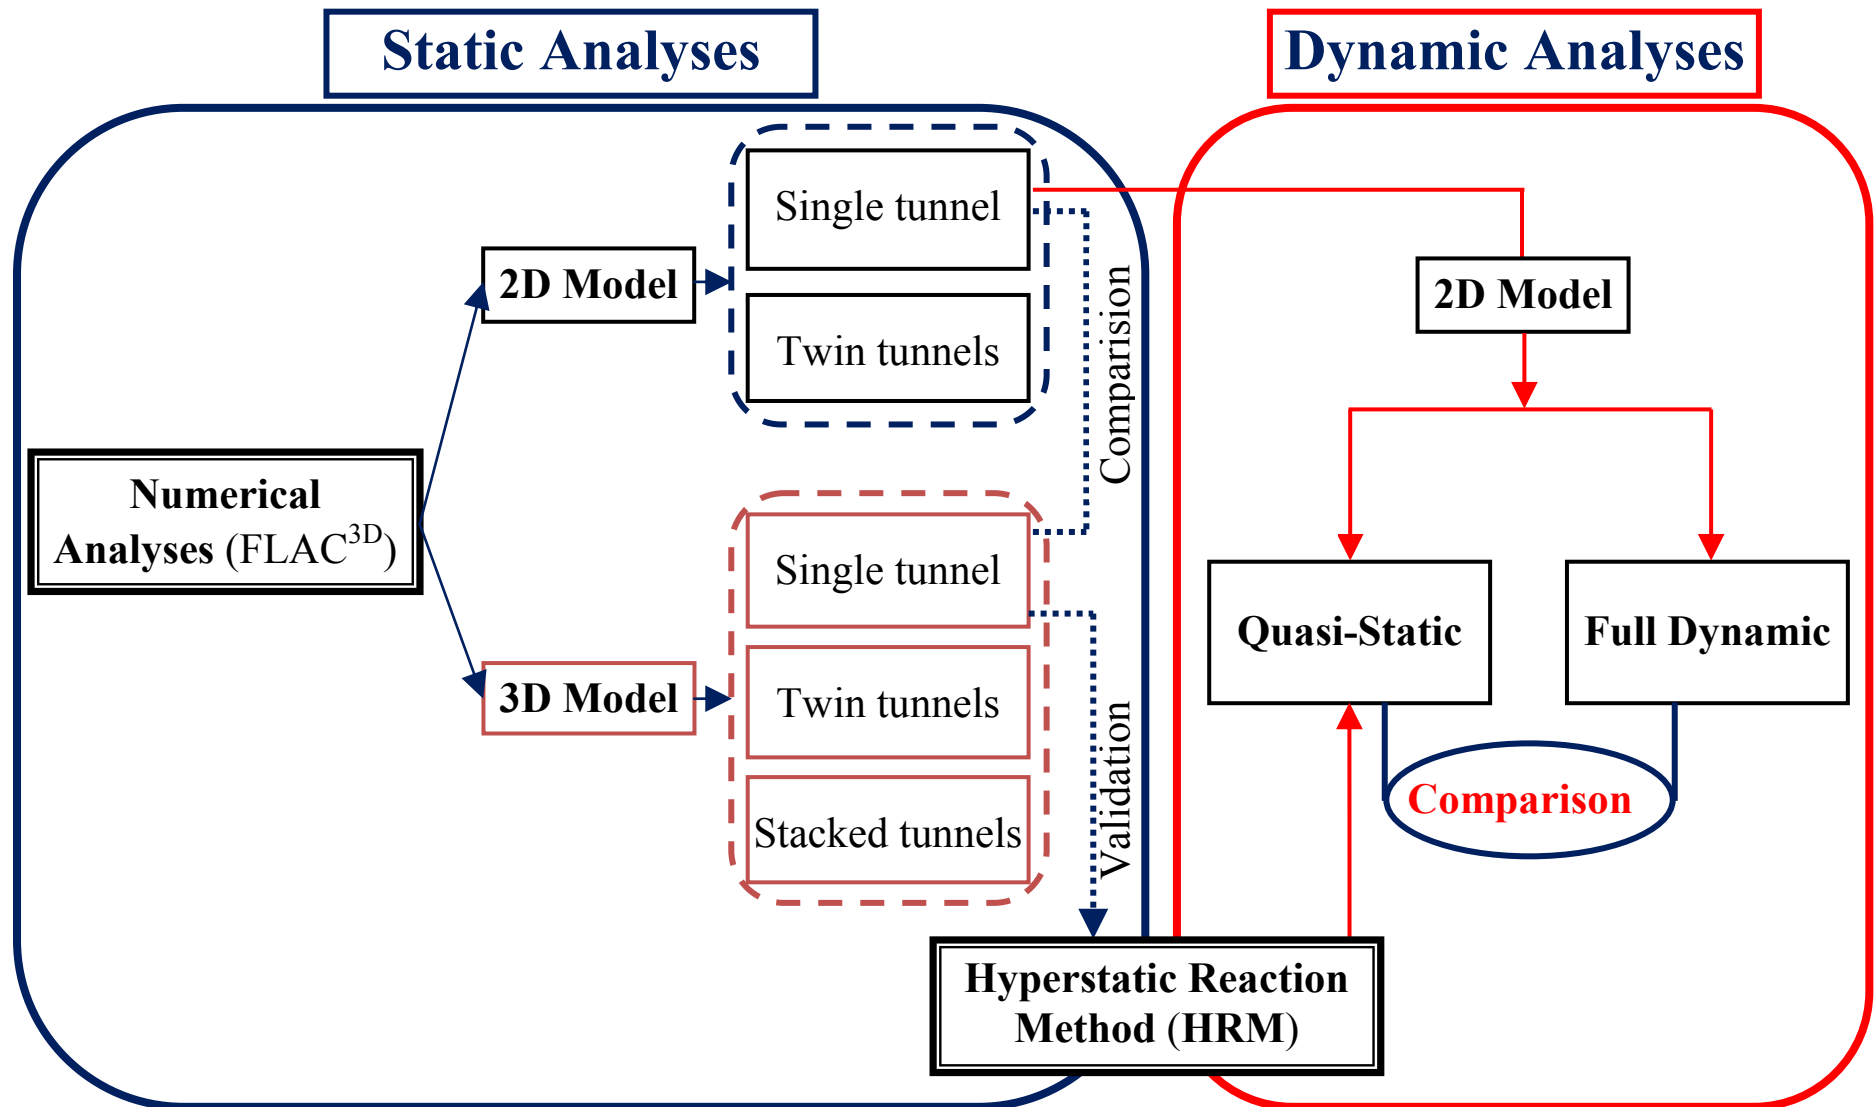 Static Analyses
Dynamic Analyses
Single tunnel
2D Model
Twin tunnels
Comparision
2D Model
Numerical
Analyses (FLAC3D)
Single tunnel
3D Model
Twin tunnels
Stacked tunnels
Validation
Quasi-Static
Full Dynamic
Comparison
Hyperstatic Reaction
Method (HRM)